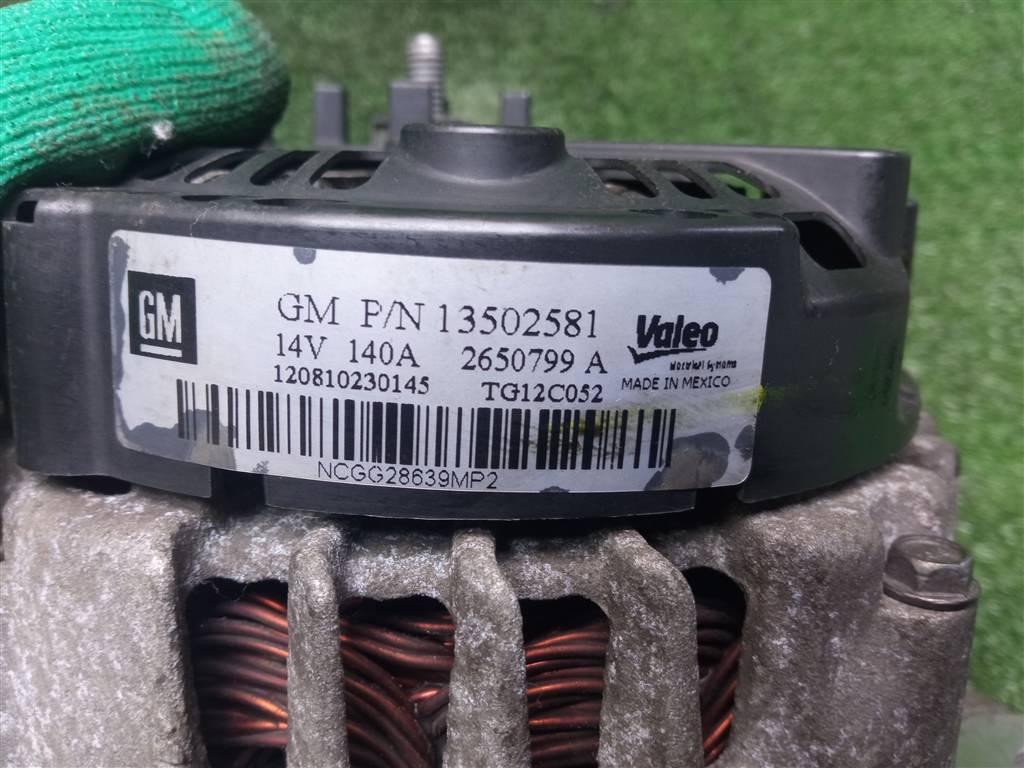 GM
GM P/N 13502581
14V 140A 2650799 A
120810230145 TG12C052
Valeo
MADE IN MEXICO
NCGG28639MP2